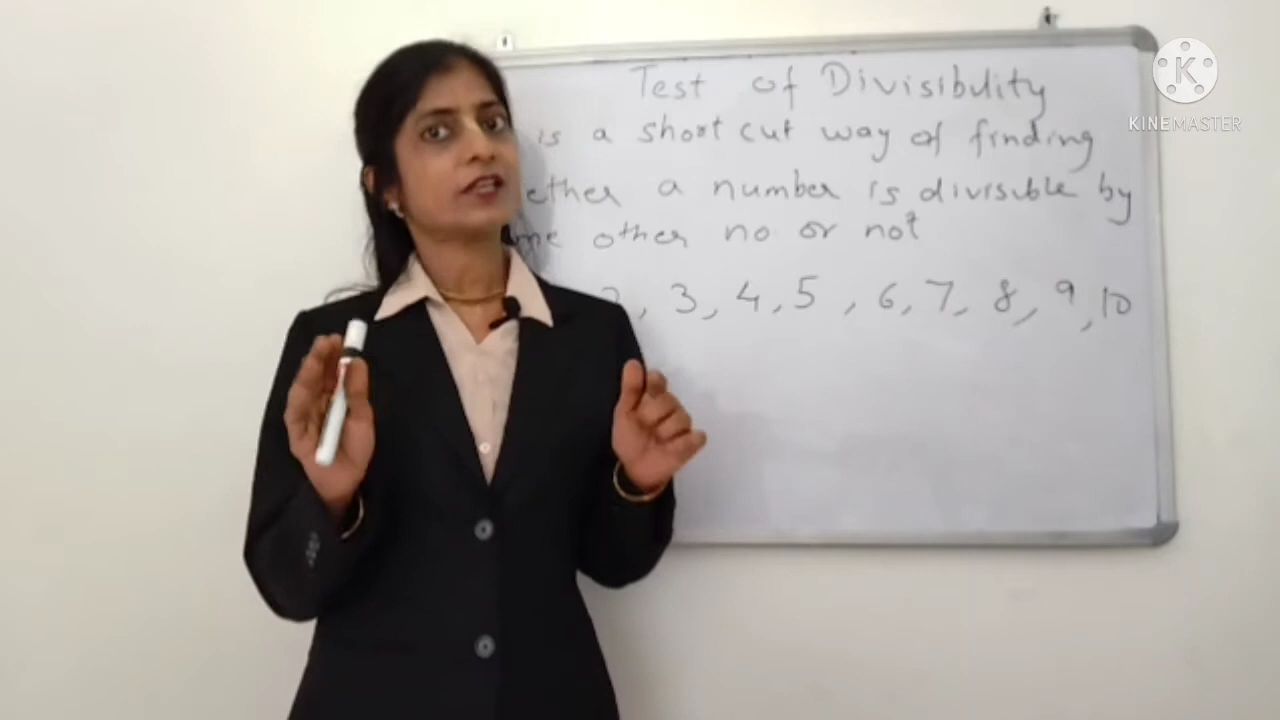 Test of Divisibility
is a short cut way of finding
ether a number is divisible by
me other no or not
2, 3, 4, 5, 6, 7, 8, 9, 10
K
KINEMASTER